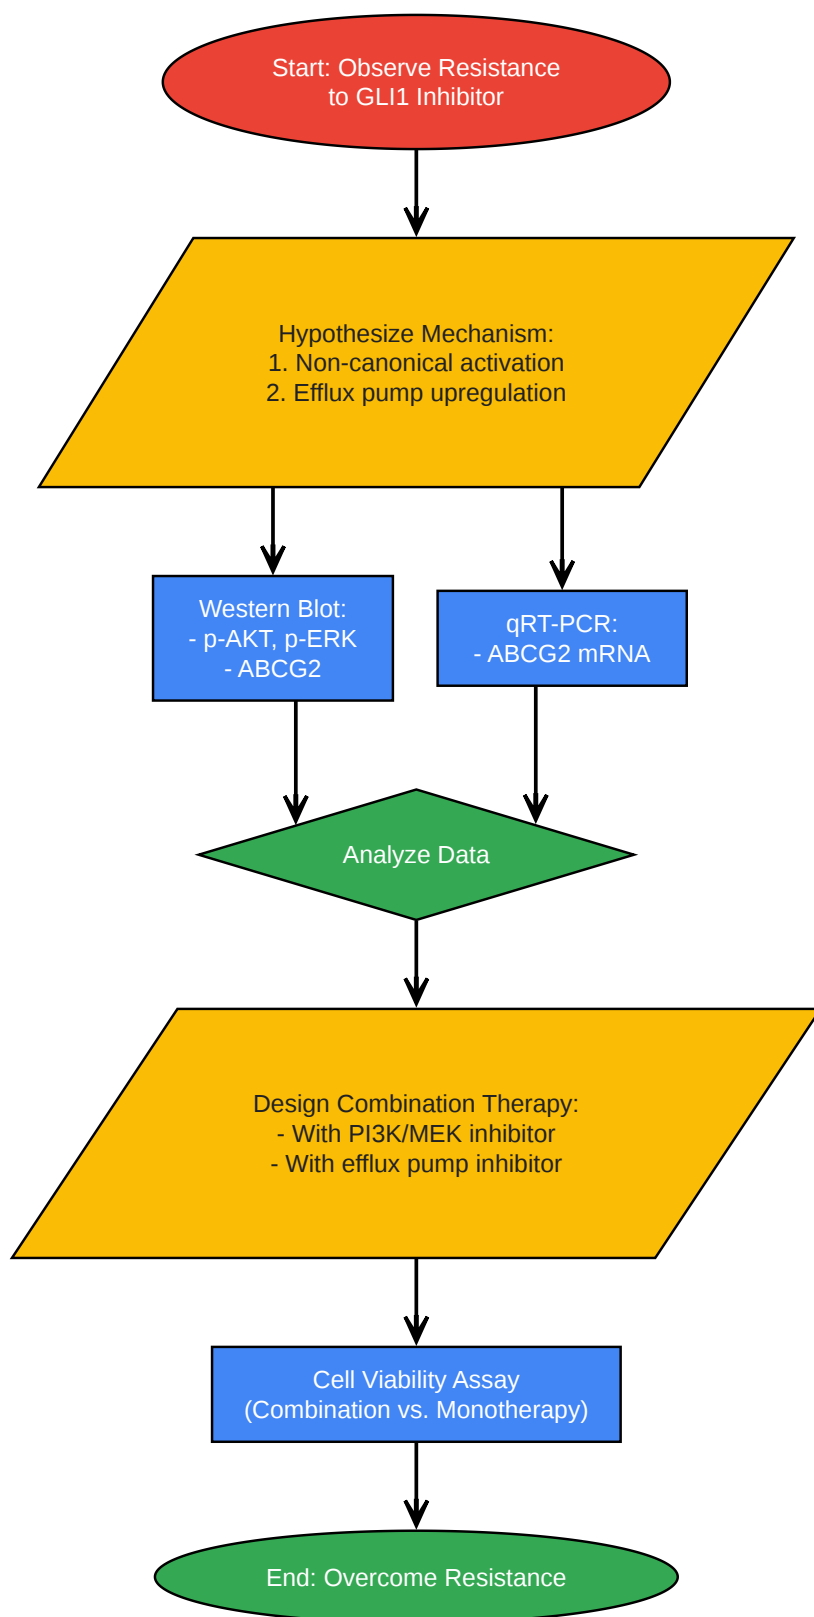 Start: Observe Resistance
to GLI1 Inhibitor
Hypothesize Mechanism:
1. Non-canonical activation
2. Efflux pump upregulation
Western Blot:
- p-AKT, p-ERK
- ABCG2
qRT-PCR:
- ABCG2 mRNA
Analyze Data
Design Combination Therapy:
- With PI3K/MEK inhibitor
- With efflux pump inhibitor
Cell Viability Assay
(Combination vs. Monotherapy)
End: Overcome Resistance